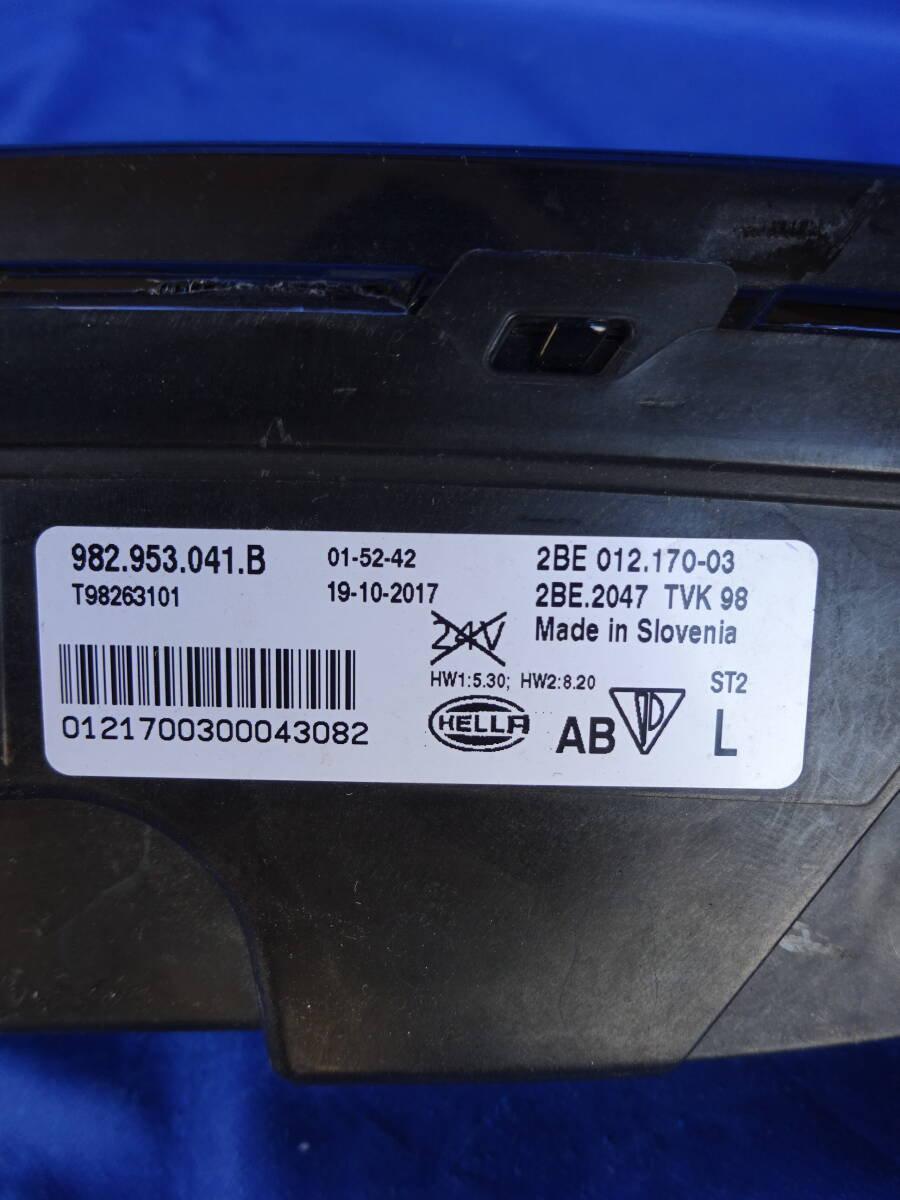 982.953.041.B
T98263101
01-52-42
19-10-2017
2BE 012.170-03
2BE.2047 TVK 98
Made in Slovenia
24V
HW1:5.30; HW2:8.20
ST2
0121700300043082
HELLA
AB
L